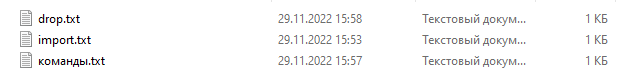 drop.txt 29.11.2022 15:58 Текстовый докум... 1 КБ
import.txt 29.11.2022 15:53 Текстовый докум... 1 КБ
команды.txt 29.11.2022 15:57 Текстовый докум... 1 КБ